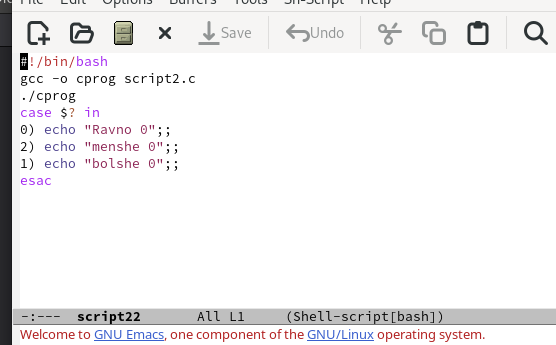 File Edit Options Buffers Tools Sh-Script Help
Save Undo
#!/bin/bash
gcc -o cprog script2.c
./cprog
case $? in
0) echo "Ravno 0";;
2) echo "menshe 0";;
1) echo "bolshe 0";;
esac
-:--- script22 All L1 (Shell-script[bash])
Welcome to GNU Emacs, one component of the GNU/Linux operating system.